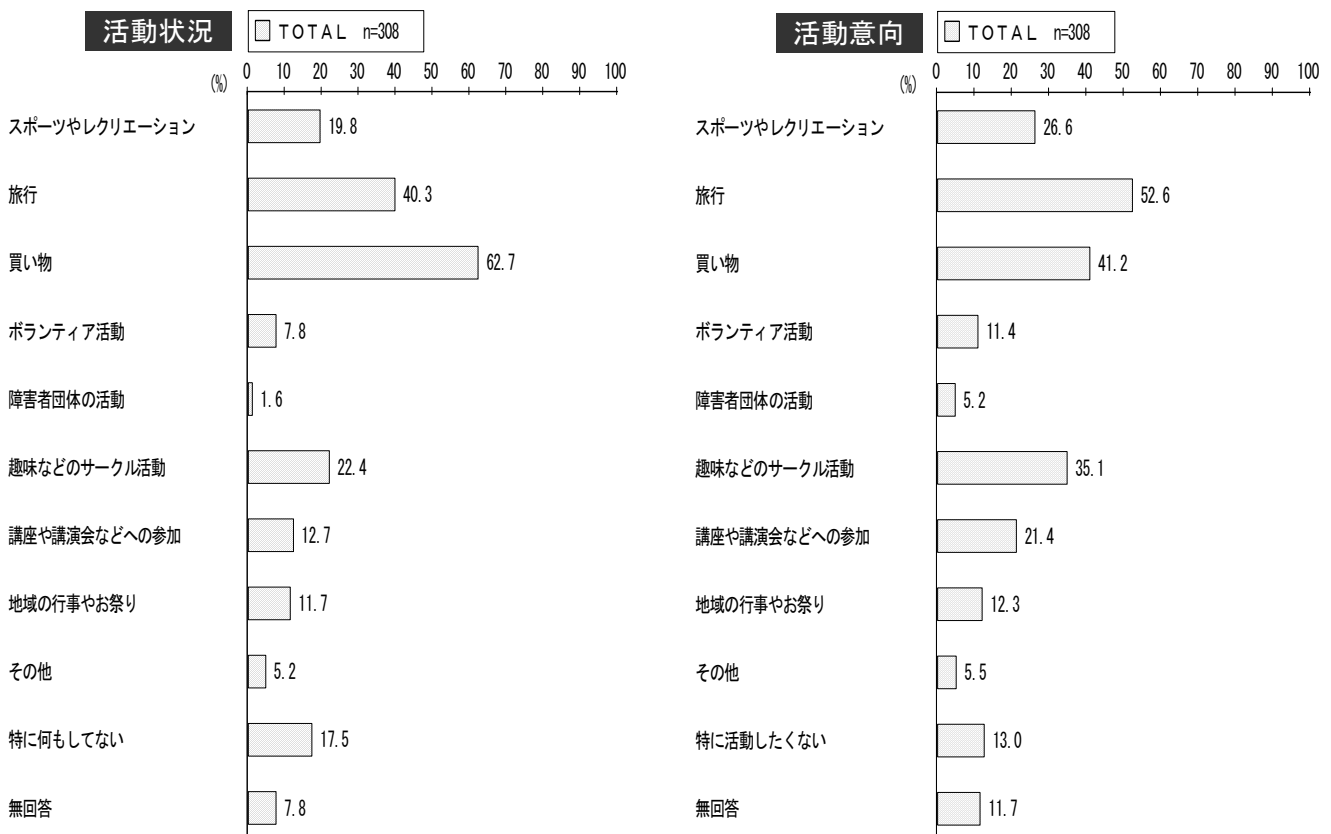 活動状況
TOTAL n=308
(%) 0 10 20 30 40 50 60 70 80 90 100
スポーツやレクリエーション 19.8
旅行 40.3
買い物 62.7
ボランティア活動 7.8
障害者団体の活動 1.6
趣味などのサークル活動 22.4
講座や講演会などへの参加 12.7
地域の行事やお祭り 11.7
その他 5.2
特に何もしてない 17.5
無回答 7.8
活動意向
TOTAL n=308
(%) 0 10 20 30 40 50 60 70 80 90 100
スポーツやレクリエーション 26.6
旅行 52.6
買い物 41.2
ボランティア活動 11.4
障害者団体の活動 5.2
趣味などのサークル活動 35.1
講座や講演会などへの参加 21.4
地域の行事やお祭り 12.3
その他 5.5
特に活動したくない 13.0
無回答 11.7